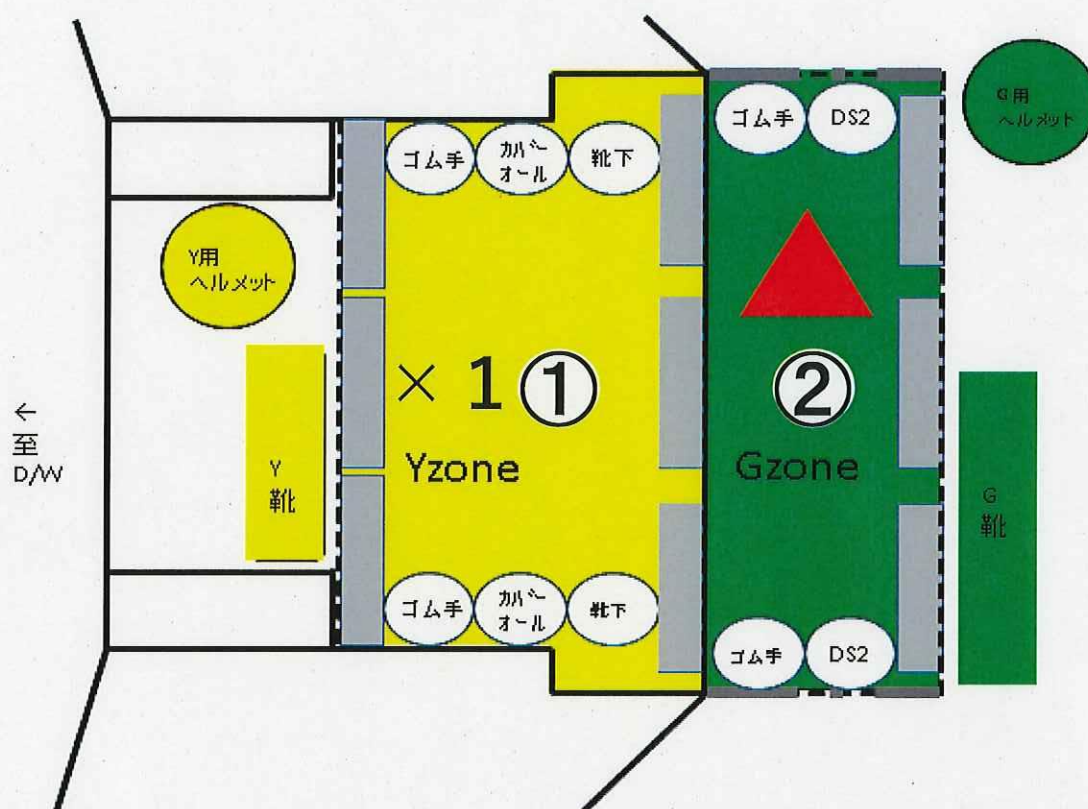 G用
ヘルメット
ゴム手
DS2
ゴム手
カバー
オール
靴下
Y用
ヘルメット
×1 ①
②
←
至
D/W
Yzone
Gzone
Y
靴
G
靴
ゴム手
カバー
オール
靴下
ゴム手
DS2